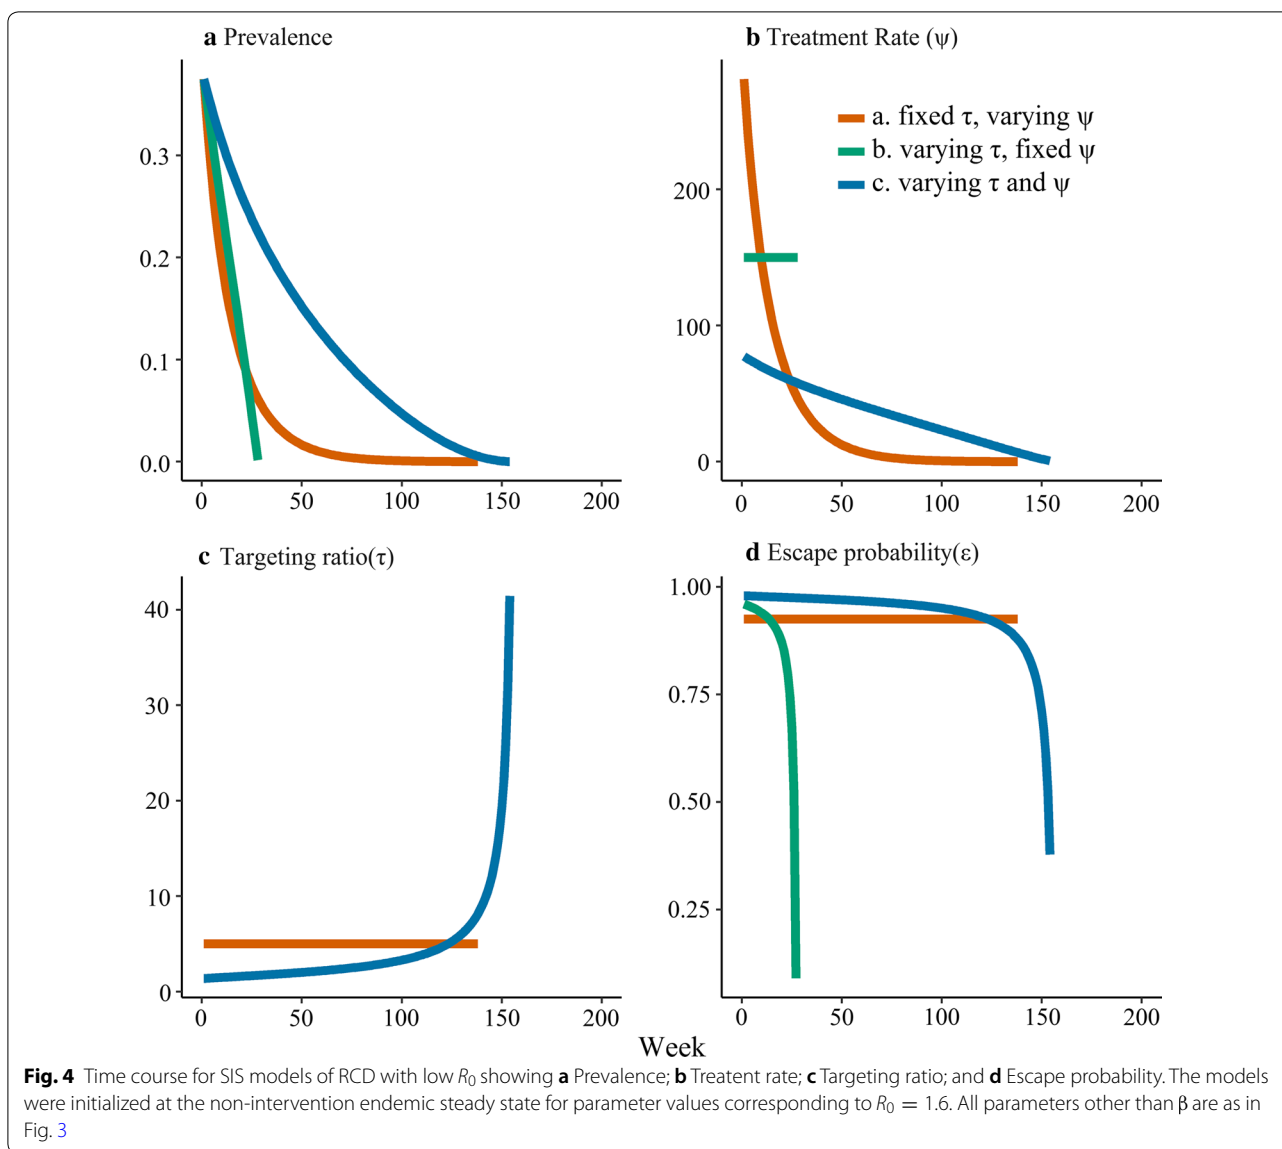 a Prevalence
0.3
0.2
0.1
0.0
0 50 100 150 200
b Treatment Rate (ψ)
a. fixed τ, varying ψ
b. varying τ, fixed ψ
c. varying τ and ψ
200
100
0
0 50 100 150 200
c Targeting ratio(τ)
40
30
20
10
0
0 50 100 150 200
d Escape probability(ε)
1.00
0.75
0.50
0.25
0 50 100 150 200
Week
Fig. 4 Time course for SIS models of RCD with low R₀ showing a Prevalence; b Treatent rate; c Targeting ratio; and d Escape probability. The models
were initialized at the non-intervention endemic steady state for parameter values corresponding to R₀ = 1.6. All parameters other than β are as in
Fig. 3